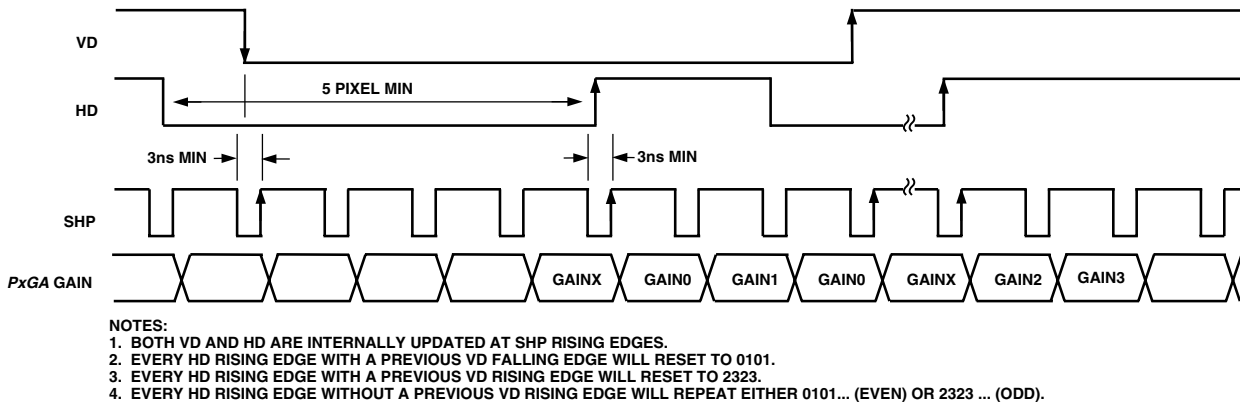 VD
5 PIXEL MIN
HD
3ns MIN
3ns MIN
SHP
PxGA GAIN
GAINX
GAIN0
GAIN1
GAIN0
GAINX
GAIN2
GAIN3
NOTES:
1. BOTH VD AND HD ARE INTERNALLY UPDATED AT SHP RISING EDGES.
2. EVERY HD RISING EDGE WITH A PREVIOUS VD FALLING EDGE WILL RESET TO 0101.
3. EVERY HD RISING EDGE WITH A PREVIOUS VD RISING EDGE WILL RESET TO 2323.
4. EVERY HD RISING EDGE WITHOUT A PREVIOUS VD RISING EDGE WILL REPEAT EITHER 0101... (EVEN) OR 2323 ... (ODD).